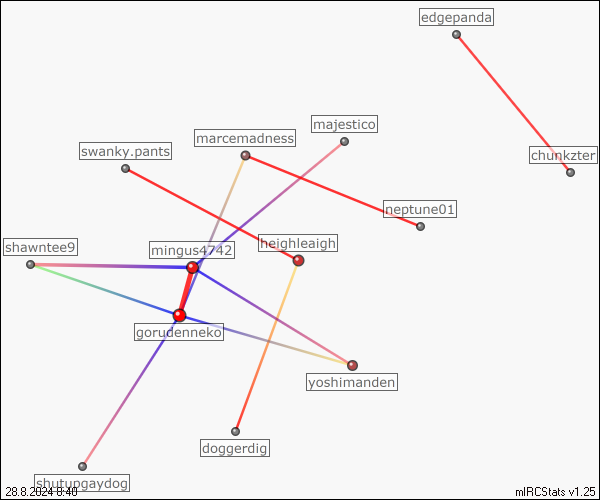 edgepanda
majestico
marcemadness
swanky.pants
chunkzter
neptune01
heighleaigh
mingus4742
shawntee9
gorudenneko
yoshimanden
doggerdig
shutupgaydog
28.8.2024 8:40
mIRCStats v1.25